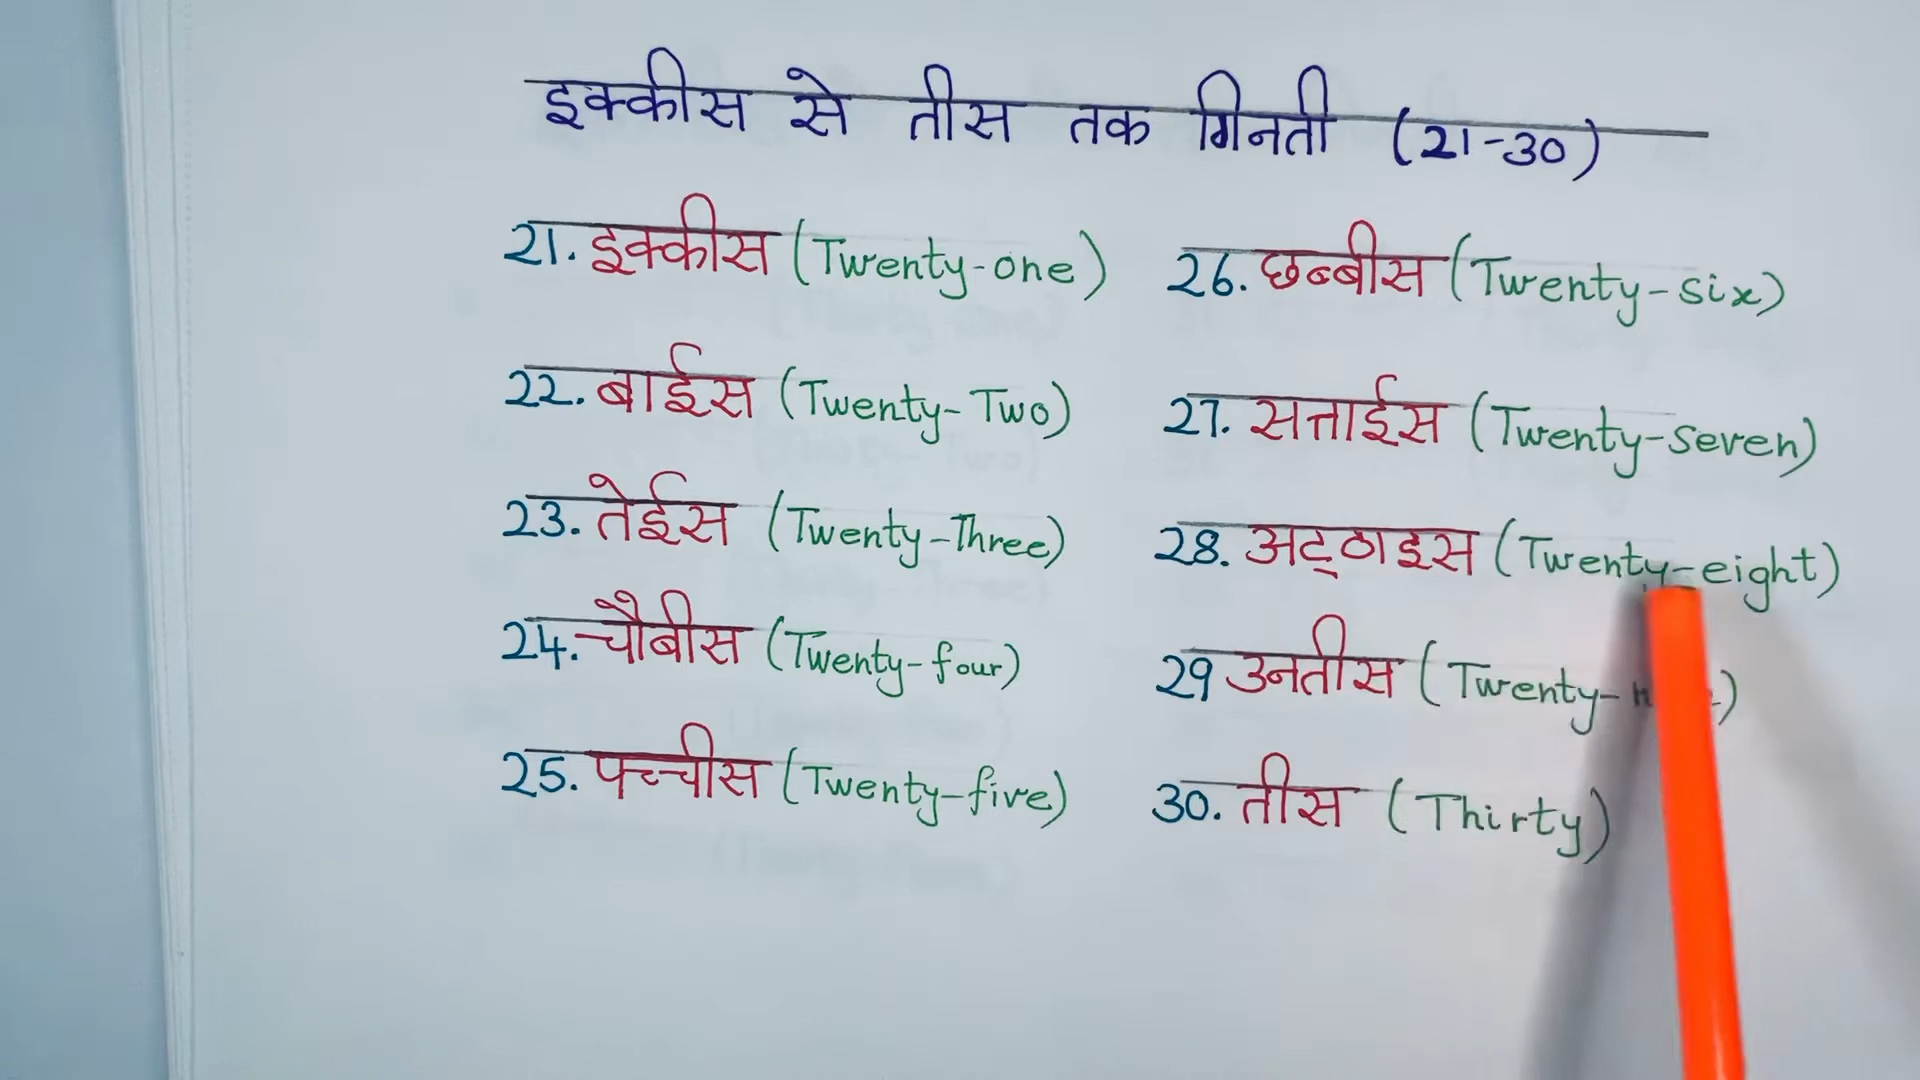 इक्कीस से तीस तक गिनती (21-30)
21. इक्कीस (Twenty-one)
22. बाईस (Twenty-Two)
23. तेईस (Twenty-Three)
24. चौबीस (Twenty-four)
25. पच्चीस (Twenty-five)
26. छब्बीस (Twenty-six)
27. सत्ताईस (Twenty-seven)
28. अट्ठाइस (Twenty-eight)
29 उनतीस (Twenty-
30. तीस (Thirty)